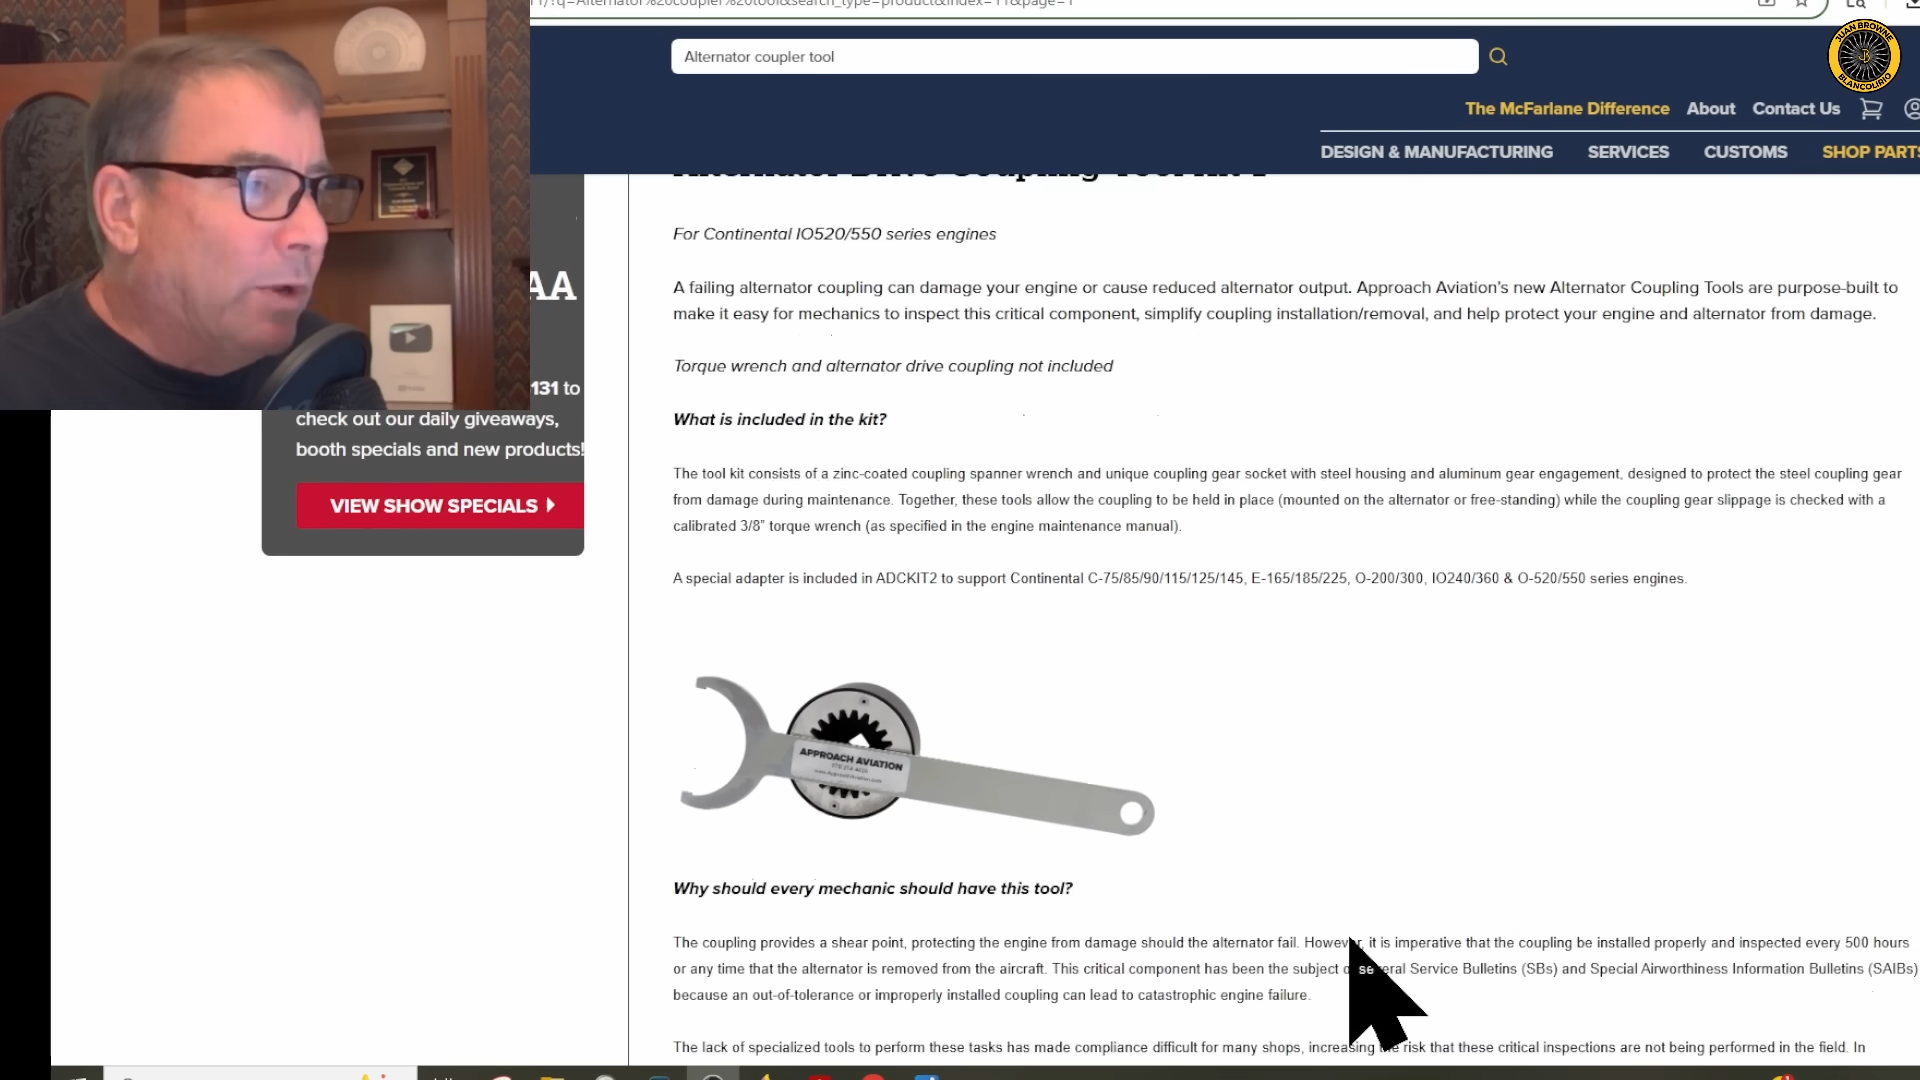 Alternator coupler tool
JUAN BROWNE
BLANCOLIRIO
The McFarlane Difference About Contact Us
DESIGN & MANUFACTURING SERVICES CUSTOMS SHOP PARTS
For Continental IO520/550 series engines
AA
A failing alternator coupling can damage your engine or cause reduced alternator output. Approach Aviation's new Alternator Coupling Tools are purpose-built to
make it easy for mechanics to inspect this critical component, simplify coupling installation/removal, and help protect your engine and alternator from damage.
Torque wrench and alternator drive coupling not included
131 to
check out our daily giveaways,
booth specials and new products!
VIEW SHOW SPECIALS
What is included in the kit?
The tool kit consists of a zinc-coated coupling spanner wrench and unique coupling gear socket with steel housing and aluminum gear engagement, designed to protect the steel coupling gear
from damage during maintenance. Together, these tools allow the coupling to be held in place (mounted on the alternator or free-standing) while the coupling gear slippage is checked with a
calibrated 3/8" torque wrench (as specified in the engine maintenance manual).
A special adapter is included in ADCKIT2 to support Continental C-75/85/90/115/125/145, E-165/185/225, O-200/300, IO240/360 & O-520/550 series engines.
APPROACH AVIATION
Why should every mechanic should have this tool?
The coupling provides a shear point, protecting the engine from damage should the alternator fail. However, it is imperative that the coupling be installed properly and inspected every 500 hours
or any time that the alternator is removed from the aircraft. This critical component has been the subject of several Service Bulletins (SBs) and Special Airworthiness Information Bulletins (SAIBs)
because an out-of-tolerance or improperly installed coupling can lead to catastrophic engine failure.
The lack of specialized tools to perform these tasks has made compliance difficult for many shops, increasing the risk that these critical inspections are not being performed in the field. In